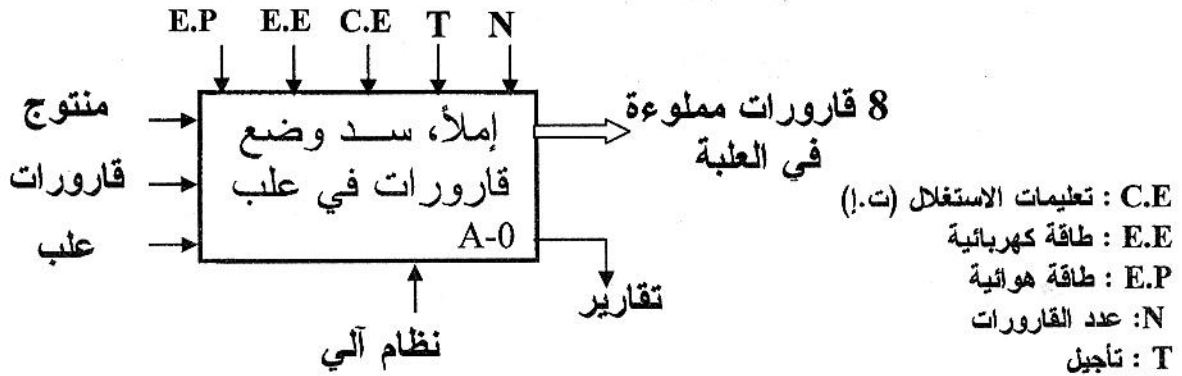 E.P E.E C.E T N
منتوج
قارورات
علب
إملأ، سد وضع
قارورات في علب
A-0
8 قارورات مملوءة
في العلبة
تقارير
نظام آلي
C.E : تعليمات الاستغلال (ت.إ)
E.E : طاقة كهربائية
E.P : طاقة هوائية
N: عدد القارورات
T : تأجيل